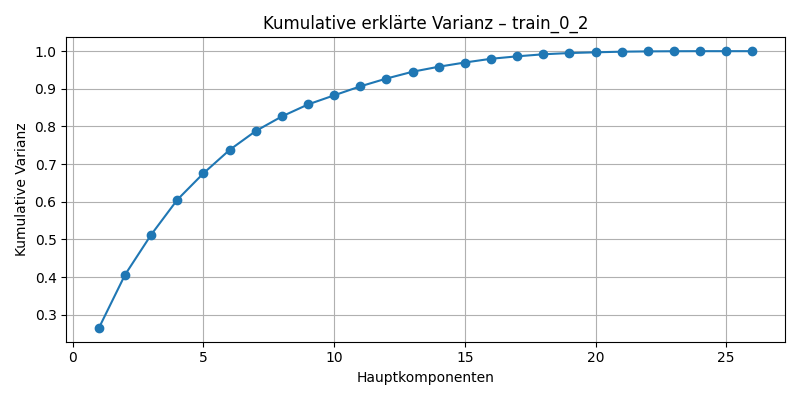 Kumulative erklärte Varianz – train_0_2
Kumulative Varianz
1.0
0.9
0.8
0.7
0.6
0.5
0.4
0.3
0 5 10 15 20 25
Hauptkomponenten